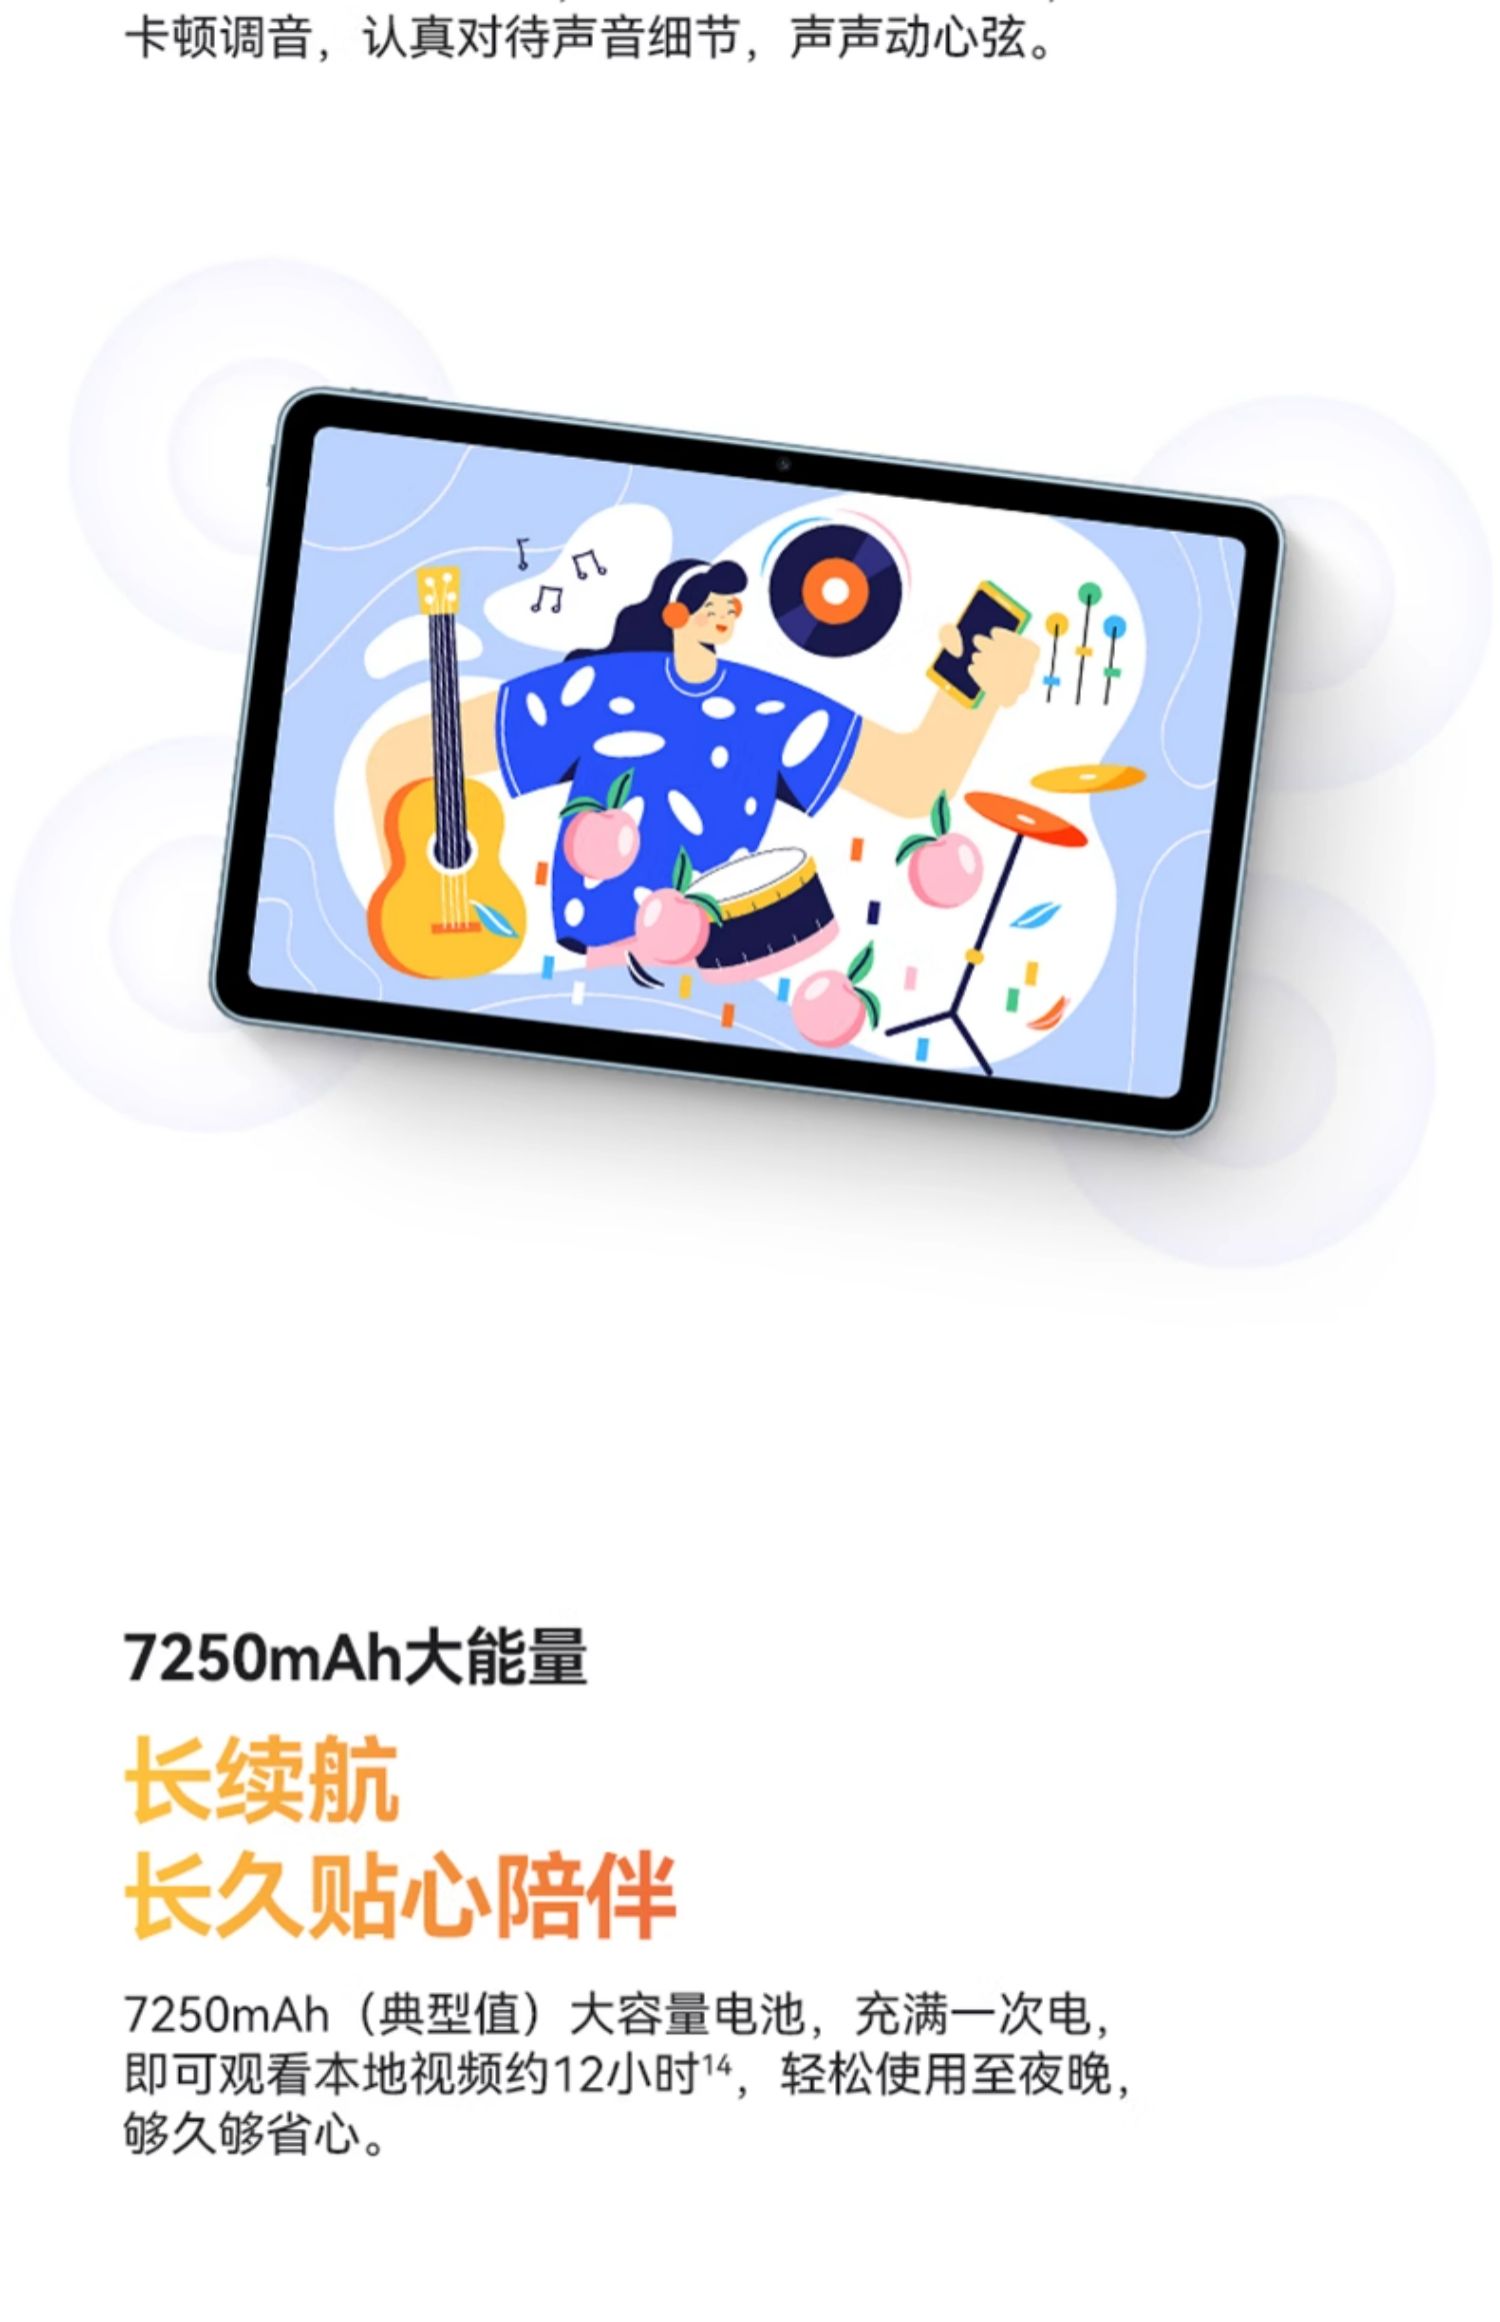 卡顿调音，认真对待声音细节，声声动心弦。
7250mAh大能量
长续航
长久贴心陪伴
7250mAh（典型值）大容量电池，充满一次电，
即可观看本地视频约12小时¹⁴，轻松使用至夜晚，
够久够省心。